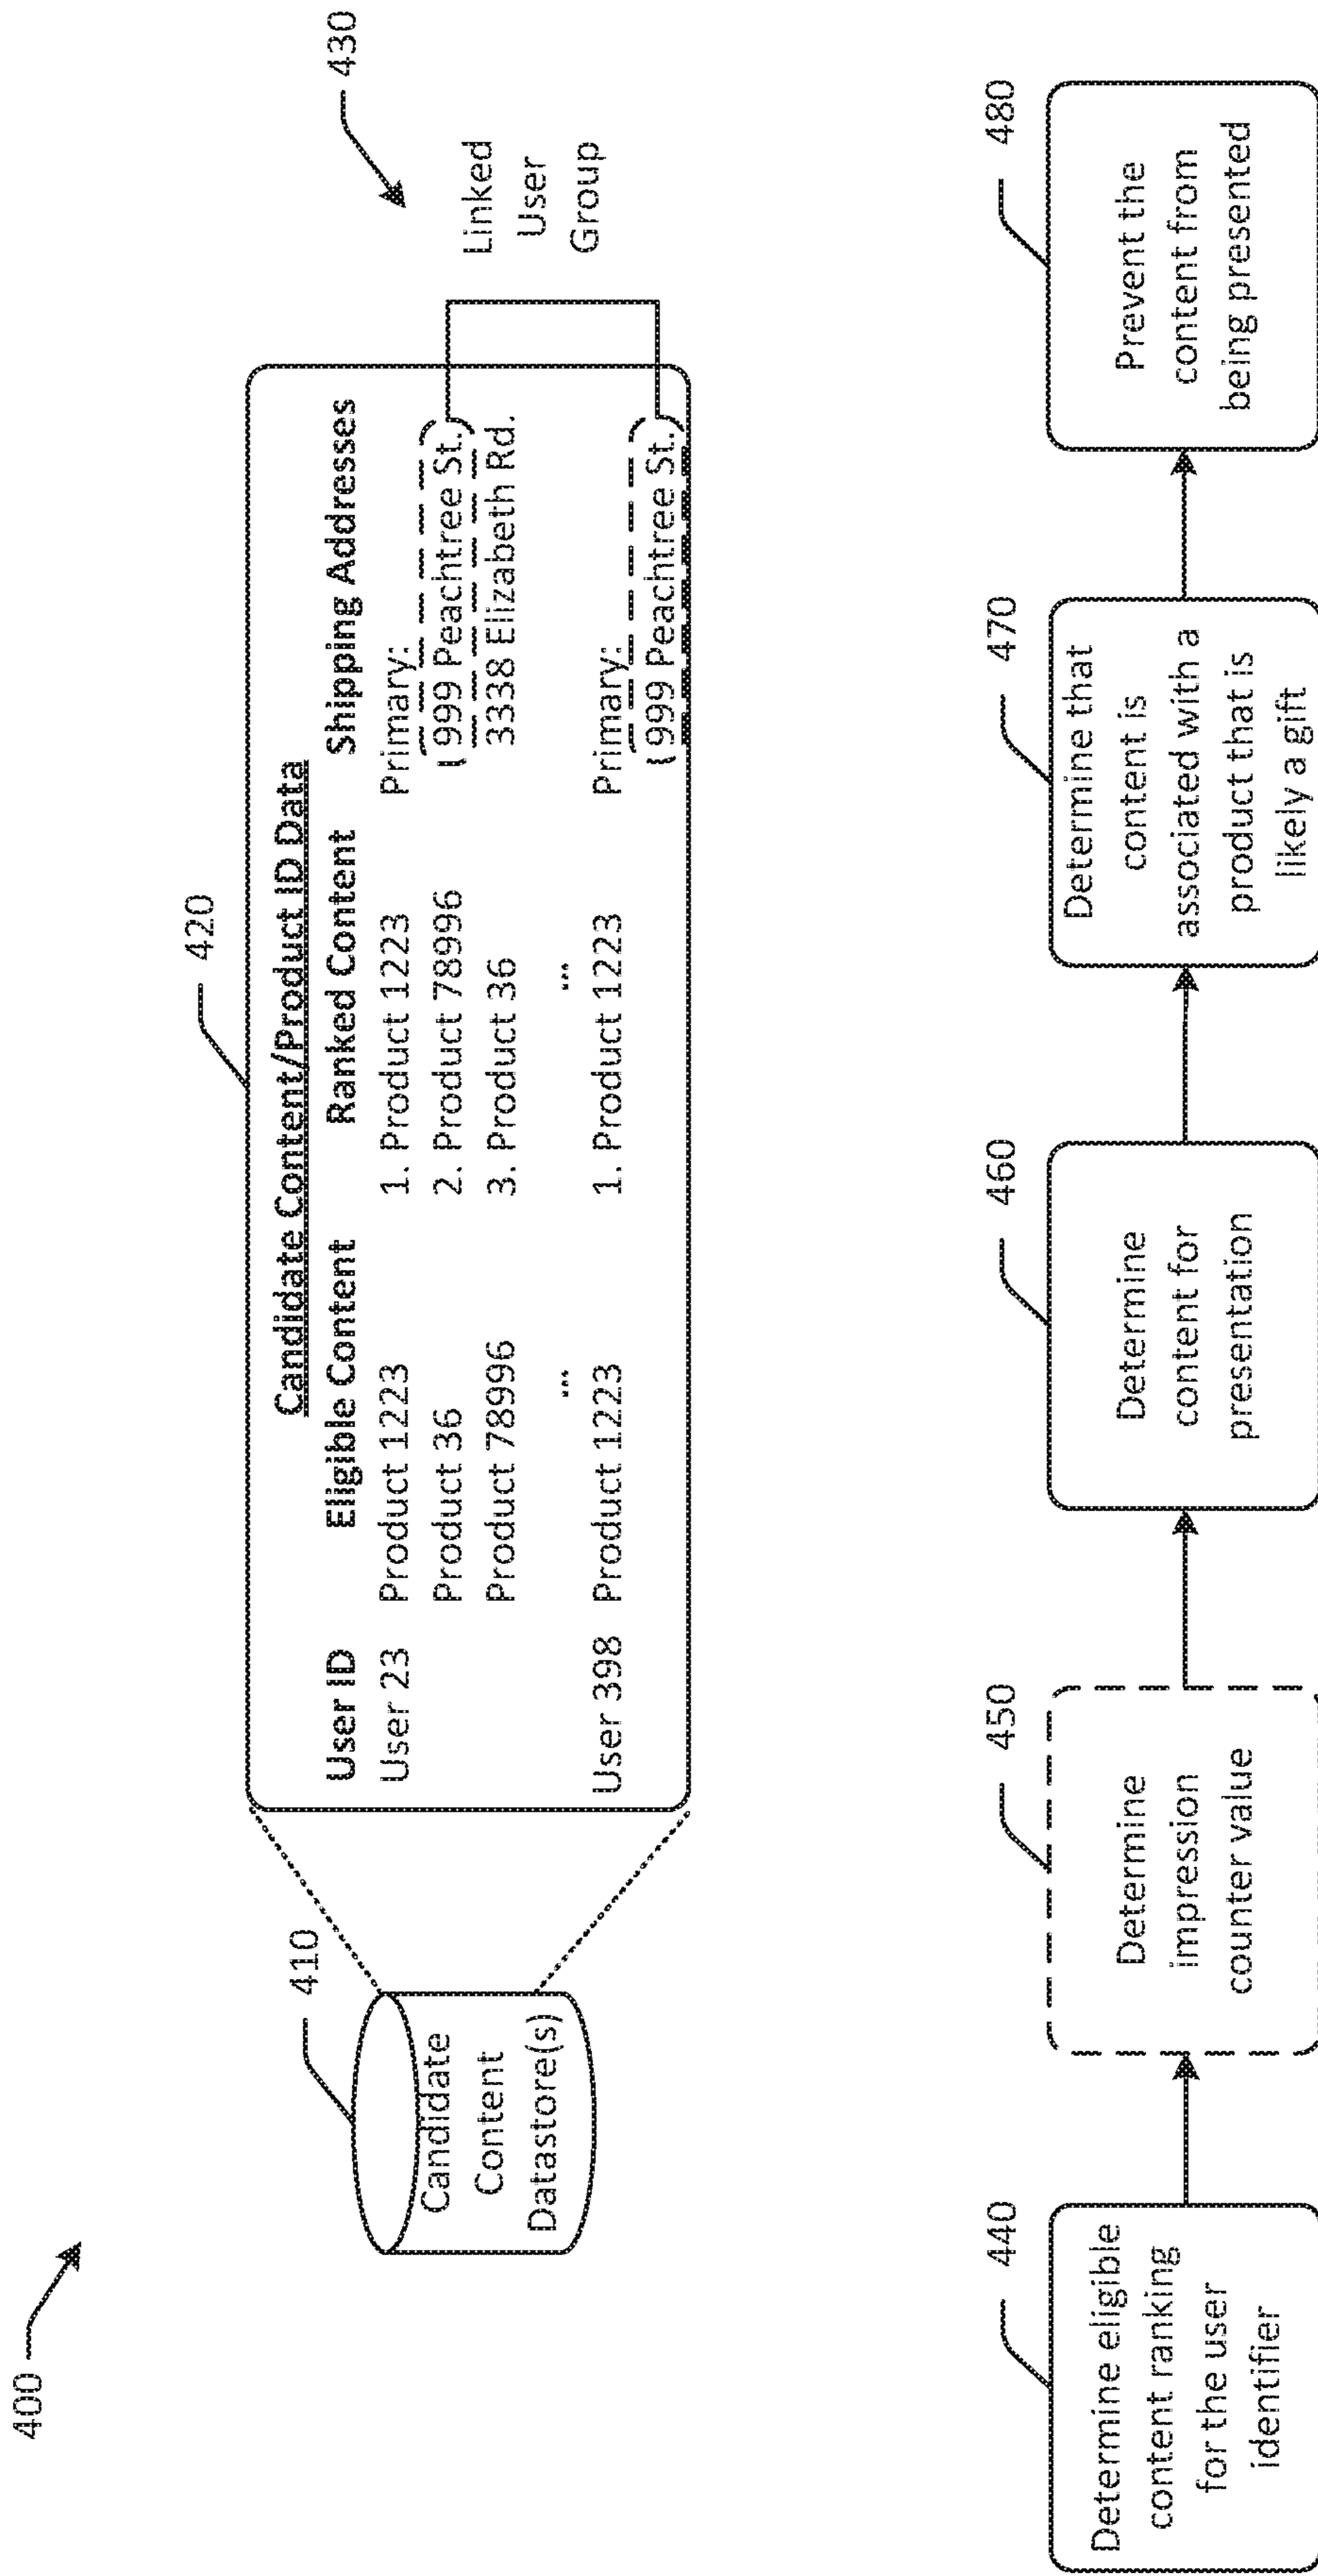 400
410
Candidate
Content
Datastore(s)
420
Candidate Content/Product ID Data
User ID Eligible Content Ranked Content Shipping Addresses
User 23 Product 1223 1. Product 1223 Primary:
Product 36 2. Product 78996 999 Peachtree St.
Product 78996 3. Product 36 3338 Elizabeth Rd.
... ...
User 398 Product 1223 1. Product 1223 Primary:
999 Peachtree St.
430
Linked
User
Group
440
Determine eligible
content ranking
for the user
identifier
450
Determine
impression
counter value
460
Determine
content for
presentation
470
Determine that
content is
associated with a
product that is
likely a gift
480
Prevent the
content from
being presented